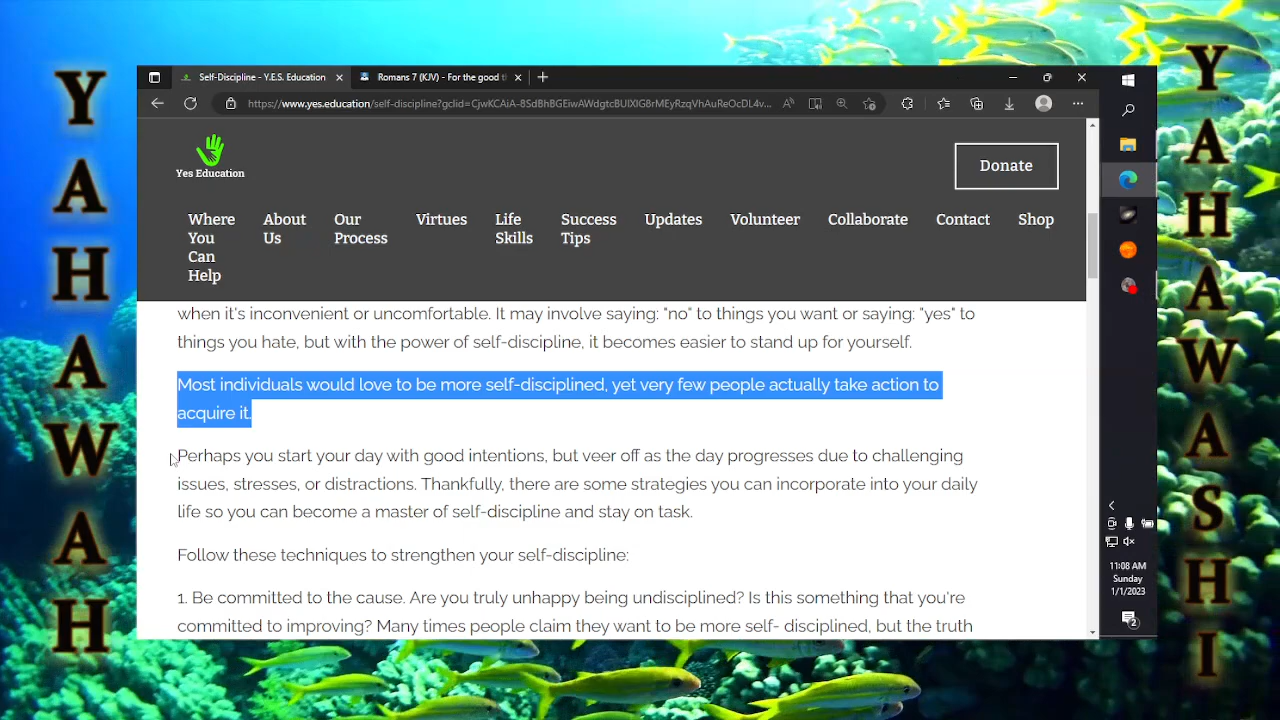 YAHAWAH
Self-Discipline - Y.E.S. Education
Romans 7 (KJV) - For the good t
https://www.yes.education/self-discipline?gclid=CjwKCAiA-8SdBhBGEiwAWdgtcBUIXlG8rMEyRzqVhAuReOcDL4v...
Yes Education
Donate
Where You Can Help
About Us
Our Process
Virtues
Life Skills
Success Tips
Updates
Volunteer
Collaborate
Contact
Shop
when it's inconvenient or uncomfortable. It may involve saying: "no" to things you want or saying: "yes" to
things you hate, but with the power of self-discipline, it becomes easier to stand up for yourself.
Most individuals would love to be more self-disciplined, yet very few people actually take action to
acquire it.
Perhaps you start your day with good intentions, but veer off as the day progresses due to challenging
issues, stresses, or distractions. Thankfully, there are some strategies you can incorporate into your daily
life so you can become a master of self-discipline and stay on task.
Follow these techniques to strengthen your self-discipline:
1. Be committed to the cause. Are you truly unhappy being undisciplined? Is this something that you're
committed to improving? Many times people claim they want to be more self- disciplined, but the truth
11:08 AM
Sunday
1/1/2023
2
YAHAWASHI